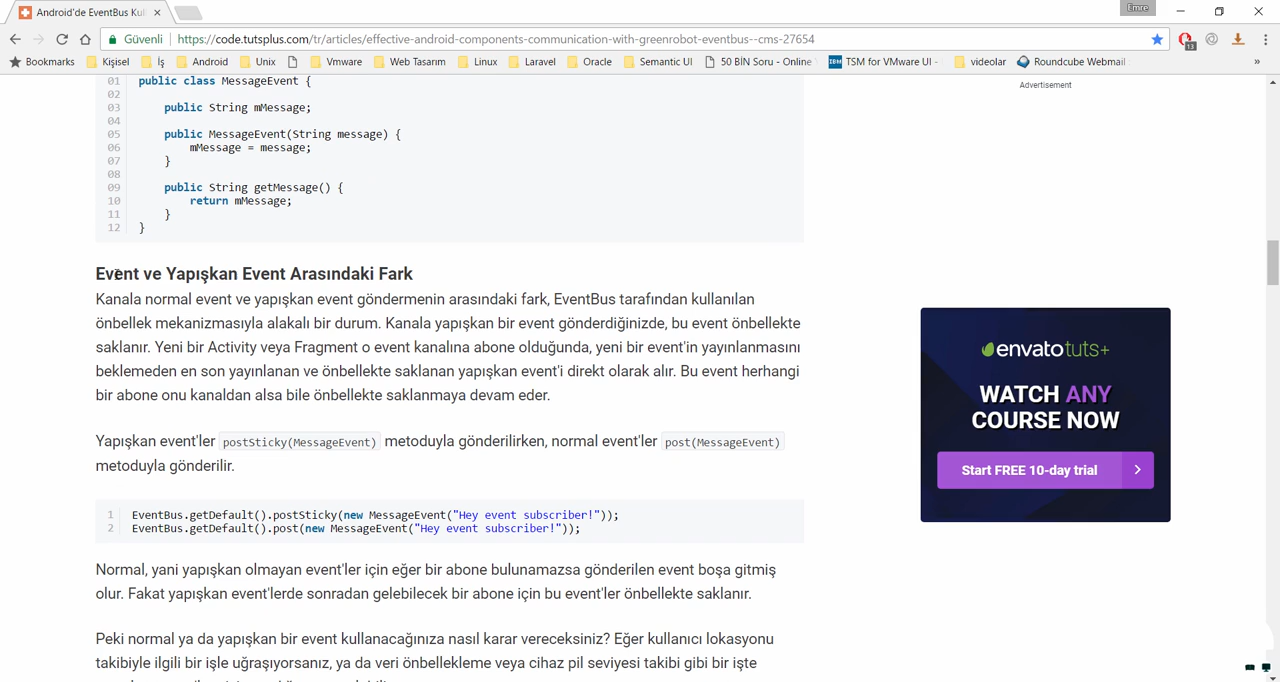 Android'de EventBus Kul
Emre
Güvenli
https://code.tutsplus.com/tr/articles/effective-android-components-communication-with-greenrobot-eventbus--cms-27654
13
Bookmarks Kişisel İş Android Unix Vmware Web Tasarım Linux Laravel Oracle Semantic UI 50 BİN Soru - Online TSM for VMware UI - videolar Roundcube Webmail »
Advertisement
01 public class MessageEvent {
02
03 public String mMessage;
04
05 public MessageEvent(String message) {
06 mMessage = message;
07 }
08
09 public String getMessage() {
10 return mMessage;
11 }
12 }
Event ve Yapışkan Event Arasındaki Fark
Kanala normal event ve yapışkan event göndermenin arasındaki fark, EventBus tarafından kullanılan
önbellek mekanizmasıyla alakalı bir durum. Kanala yapışkan bir event gönderdiğinizde, bu event önbellekte
saklanır. Yeni bir Activity veya Fragment o event kanalına abone olduğunda, yeni bir event'in yayınlanmasını
beklemeden en son yayınlanan ve önbellekte saklanan yapışkan event'i direkt olarak alır. Bu event herhangi
bir abone onu kanaldan alsa bile önbellekte saklanmaya devam eder.
Yapışkan event'ler postSticky(MessageEvent) metoduyla gönderilirken, normal event'ler post(MessageEvent)
metoduyla gönderilir.
1 EventBus.getDefault().postSticky(new MessageEvent("Hey event subscriber!"));
2 EventBus.getDefault().post(new MessageEvent("Hey event subscriber!"));
Normal, yani yapışkan olmayan event'ler için eğer bir abone bulunamazsa gönderilen event boşa gitmiş
olur. Fakat yapışkan event'lerde sonradan gelebilecek bir abone için bu event'ler önbellekte saklanır.
Peki normal ya da yapışkan bir event kullanacağınıza nasıl karar vereceksiniz? Eğer kullanıcı lokasyonu
takibiyle ilgili bir işle uğraşıyorsanız, ya da veri önbellekleme veya cihaz pil seviyesi takibi gibi bir işte
envatotuts+
WATCH ANY
COURSE NOW
Start FREE 10-day trial